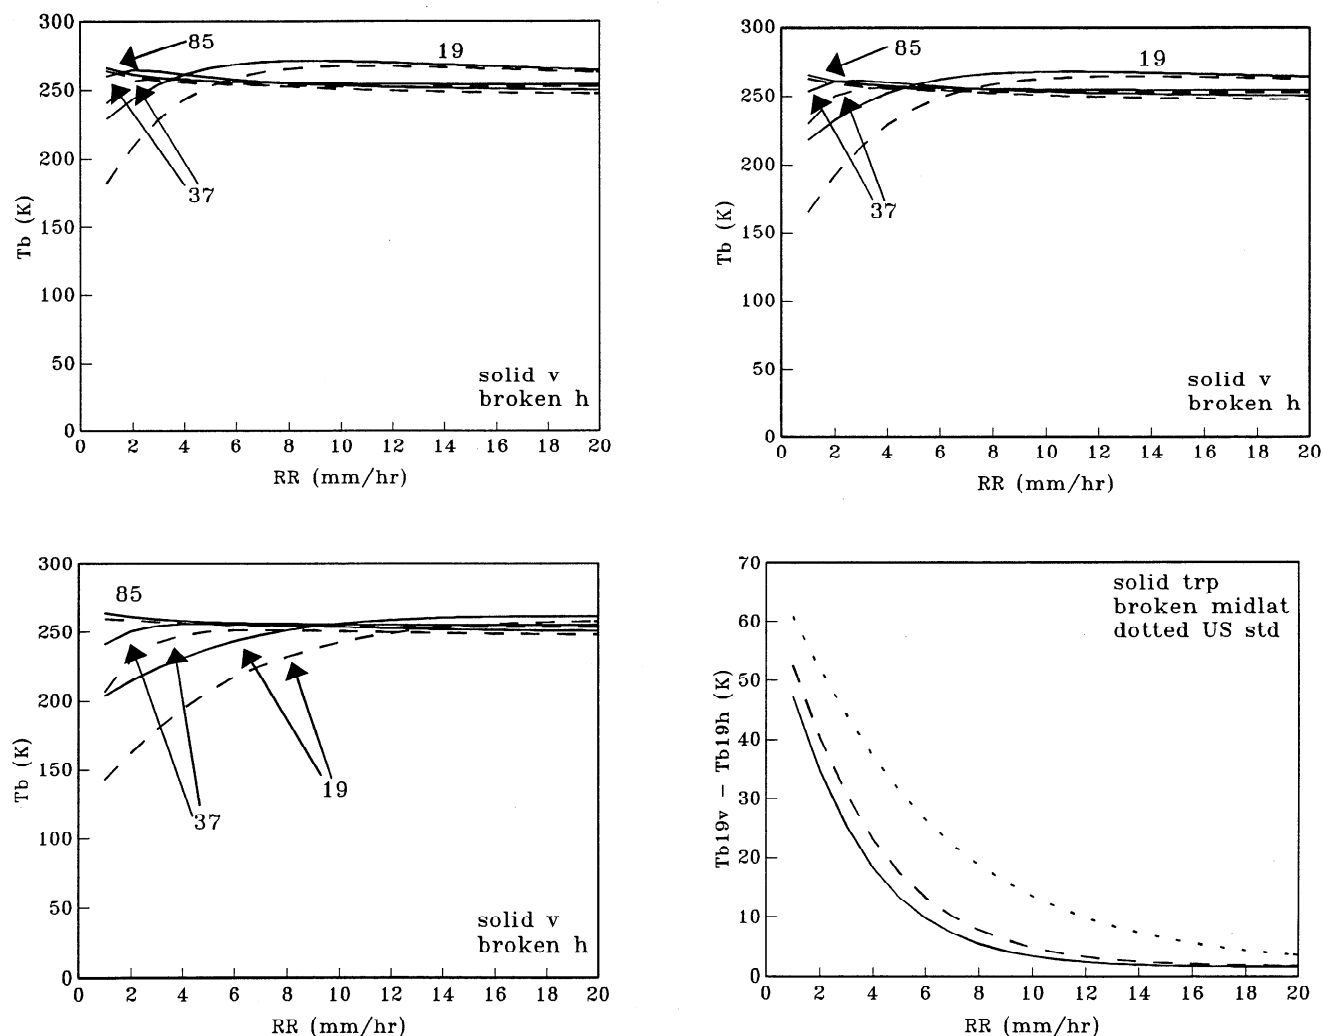 300
250
200
150
100
50
0
Tb (K)
85
19
37
solid v
broken h
0 2 4 6 8 10 12 14 16 18 20
RR (mm/hr)
300
250
200
150
100
50
0
Tb (K)
85
19
37
solid v
broken h
0 2 4 6 8 10 12 14 16 18 20
RR (mm/hr)
300
250
200
150
100
50
0
Tb (K)
85
19
37
solid v
broken h
0 2 4 6 8 10 12 14 16 18 20
RR (mm/hr)
70
60
50
40
30
20
10
0
Tb19v – Tb19h (K)
solid trp
broken midlat
dotted US std
0 2 4 6 8 10 12 14 16 18 20
RR (mm/hr)